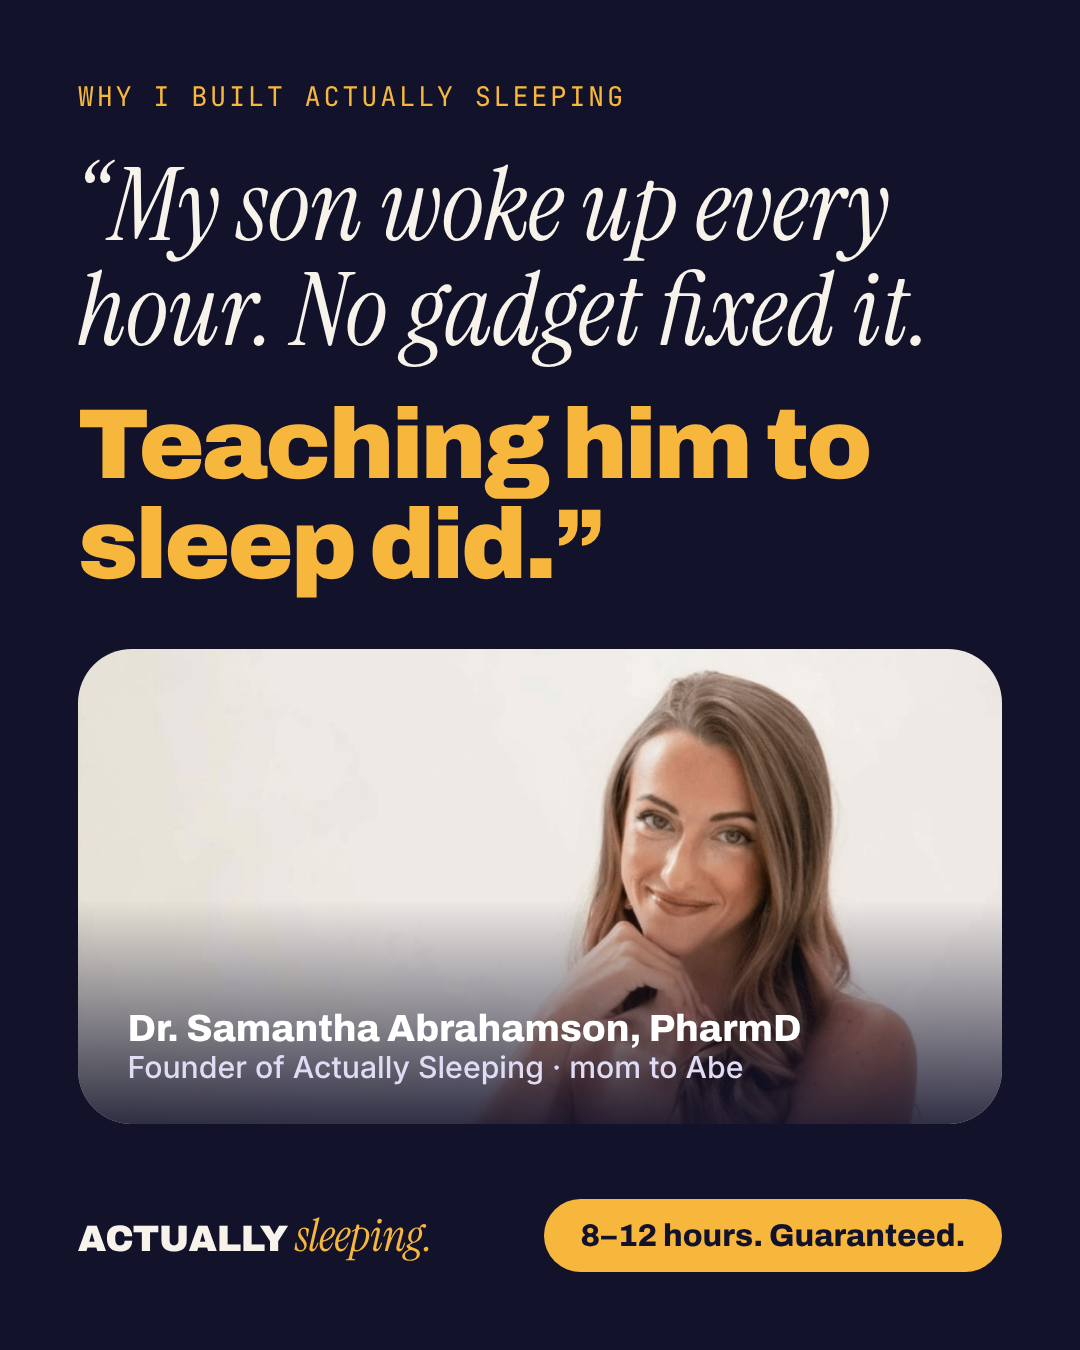 WHY I BUILT ACTUALLY SLEEPING
“My son woke up every
hour. No gadget fixed it.
Teaching him to
sleep did.”
Dr. Samantha Abrahamson, PharmD
Founder of Actually Sleeping · mom to Abe
ACTUALLY sleeping.
8–12 hours. Guaranteed.